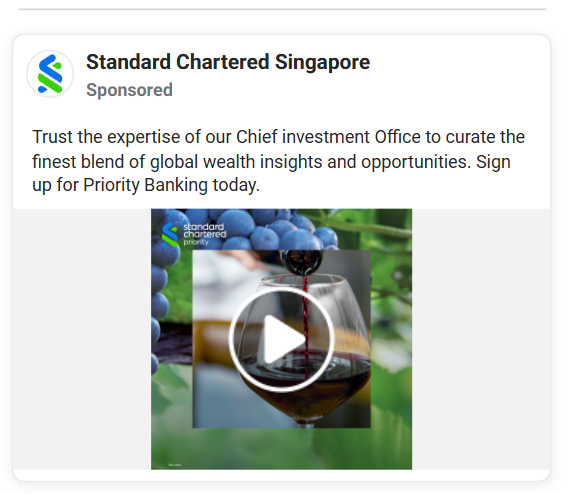 Standard Chartered Singapore
Sponsored
Trust the expertise of our Chief investment Office to curate the
finest blend of global wealth insights and opportunities. Sign
up for Priority Banking today.
standard
chartered
priority